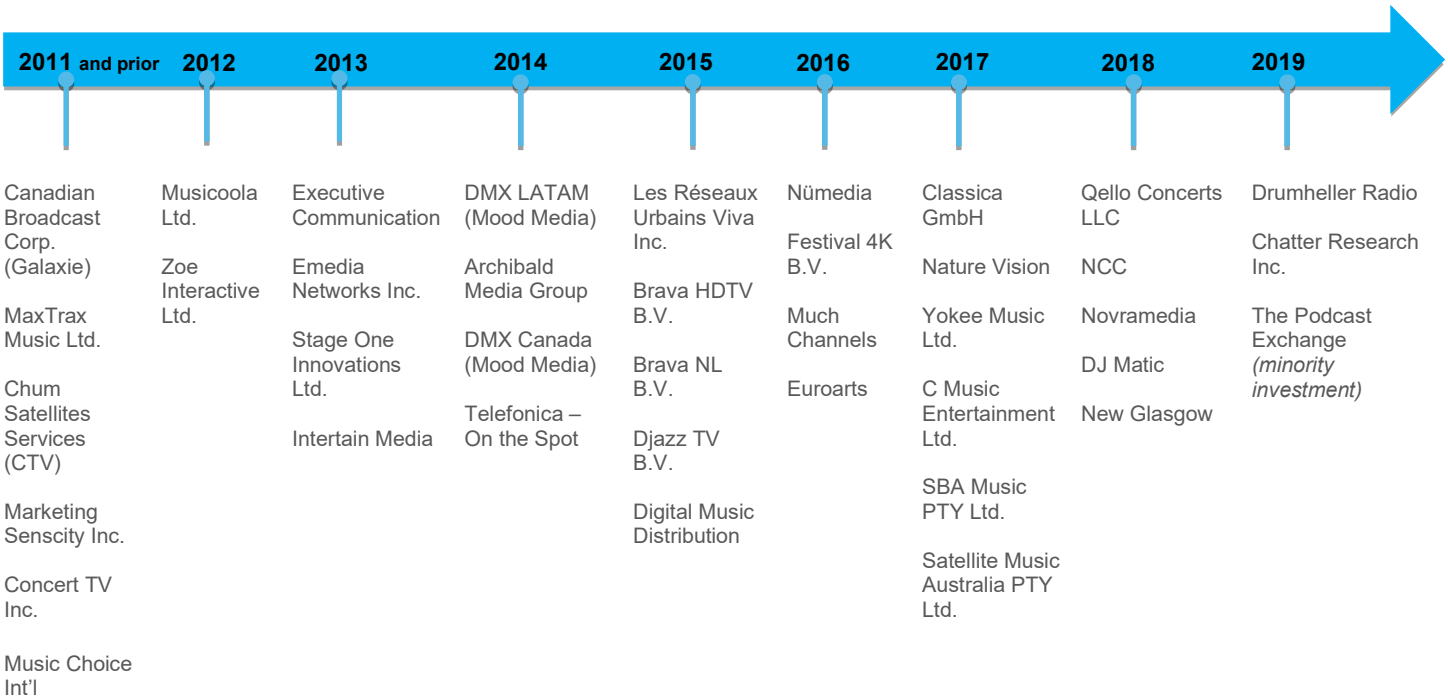 2011 and prior
2012
2013
2014
2015
2016
2017
2018
2019
Canadian
Broadcast
Corp.
(Galaxie)
MaxTrax
Music Ltd.
Chum
Satellites
Services
(CTV)
Marketing
Senscity Inc.
Concert TV
Inc.
Music Choice
Int'l
Musicoola
Ltd.
Zoe
Interactive
Ltd.
Executive
Communication
Emedia
Networks Inc.
Stage One
Innovations
Ltd.
Intertain Media
DMX LATAM
(Mood Media)
Archibald
Media Group
DMX Canada
(Mood Media)
Telefonica –
On the Spot
Les Réseaux
Urbains Viva
Inc.
Brava HDTV
B.V.
Brava NL
B.V.
Djazz TV
B.V.
Digital Music
Distribution
Nümedia
Festival 4K
B.V.
Much
Channels
Euroarts
Classica
GmbH
Nature Vision
Yokee Music
Ltd.
C Music
Entertainment
Ltd.
SBA Music
PTY Ltd.
Satellite Music
Australia PTY
Ltd.
Qello Concerts
LLC
NCC
Novramedia
DJ Matic
New Glasgow
Drumheller Radio
Chatter Research
Inc.
The Podcast
Exchange
(minority
investment)